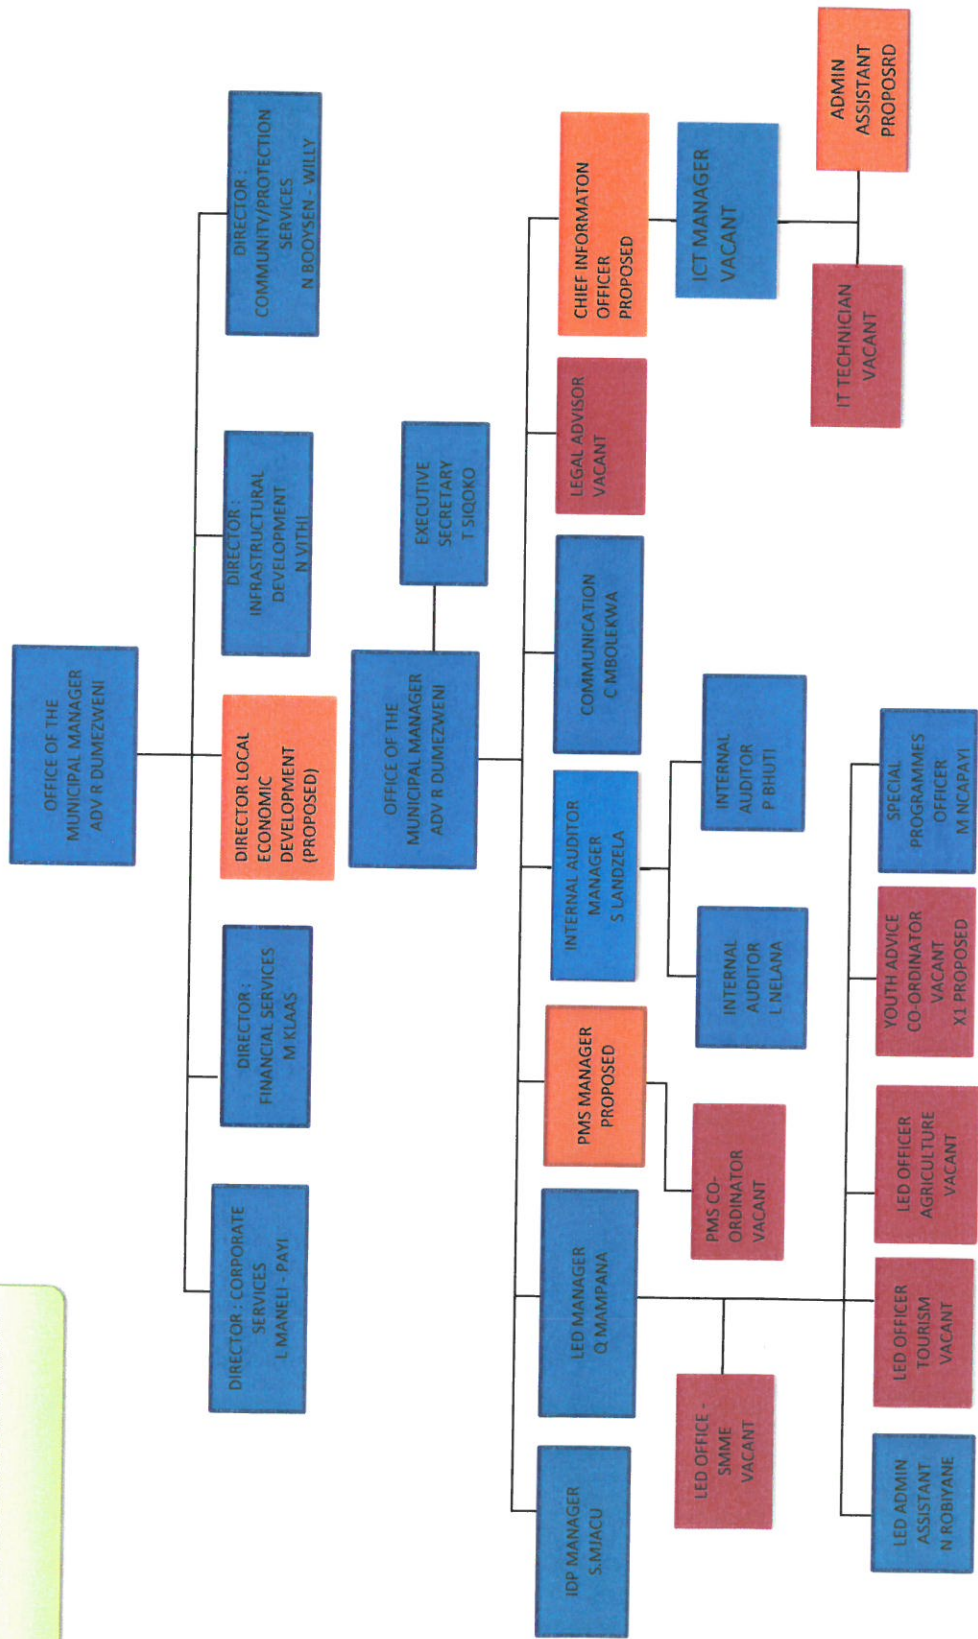 OFFICE OF THE
MUNICIPAL MANAGER
ADV R DUMEZWENI
DIRECTOR : CORPORATE
SERVICES
L MANELI - PAYI
DIRECTOR :
FINANCIAL SERVICES
M KLAAS
DIRECTOR LOCAL
ECONOMIC
DEVELOPMENT
(PROPOSED)
DIRECTOR :
INFRASTRUCTURAL
DEVELOPMENT
N VITHI
DIRECTOR :
COMMUNITY/PROTECTION
SERVICES
N BOOYSEN - WILLY
OFFICE OF THE
MUNICIPAL MANAGER
ADV R DUMEZWENI
EXECUTIVE
SECRETARY
T SIQOKO
IDP MANAGER
S.MJACU
LED MANAGER
Q MAMPANA
PMS MANAGER
PROPOSED
INTERNAL AUDITOR
MANAGER
S LANDZELA
COMMUNICATION
C MBOLEKWA
LEGAL ADVISOR
VACANT
CHIEF INFORMATON
OFFICER
PROPOSED
LED OFFICE -
SMME
VACANT
PMS CO-
ORDINATOR
VACANT
INTERNAL
AUDITOR
L NELANA
INTERNAL
AUDITOR
P BHUTI
ICT MANAGER
VACANT
IT TECHNICIAN
VACANT
ADMIN
ASSISTANT
PROPOSRD
LED ADMIN
ASSISTANT
N ROBIYANE
LED OFFICER
TOURISM
VACANT
LED OFFICER
AGRICULTURE
VACANT
YOUTH ADVICE
CO-ORDINATOR
VACANT
X1 PROPOSED
SPECIAL
PROGRAMMES
OFFICER
M NCAPAYI